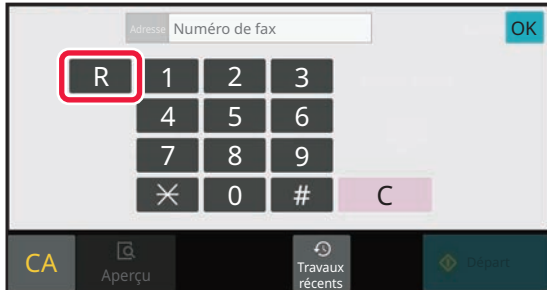 Adresse Numéro de fax OK
R 1 2 3
4 5 6
7 8 9
0 # C
CA Aperçu Travaux récents Départ